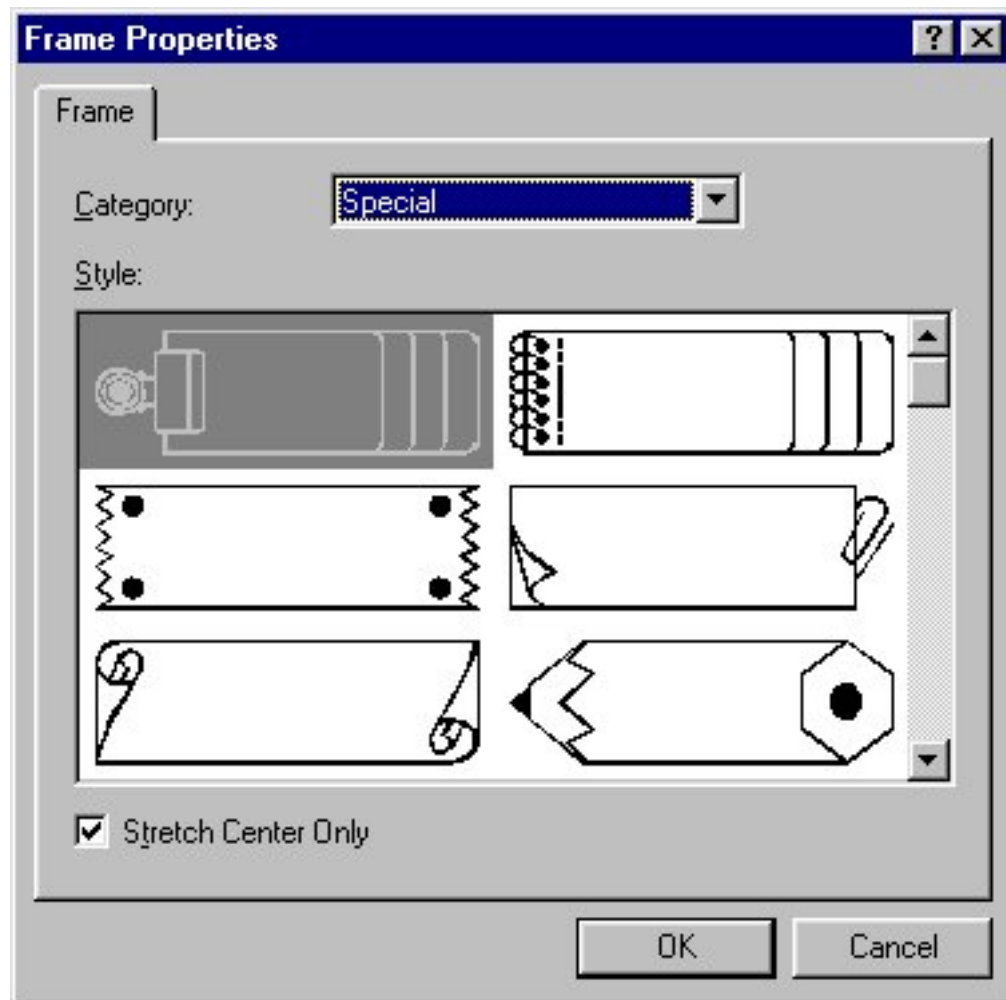 Frame Properties
Frame
Category: Special
Style:
Stretch Center Only
OK Cancel